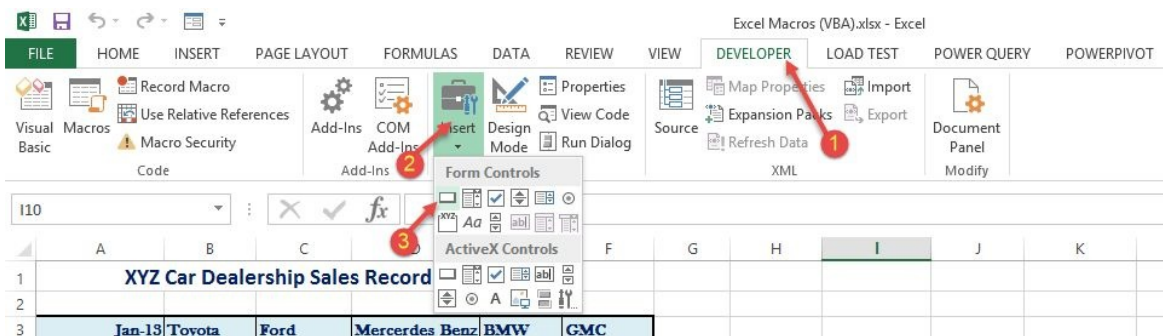 Excel Macros (VBA).xlsx - Excel
FILE HOME INSERT PAGE LAYOUT FORMULAS DATA REVIEW VIEW DEVELOPER LOAD TEST POWER QUERY POWERPIVOT
Visual Basic
Macros
Record Macro
Use Relative References
Macro Security
Code
Add-Ins
COM Add-Ins
Add-Ins
Insert
Design Mode
Properties
View Code
Run Dialog
Source
Map Properties
Expansion Packs
Refresh Data
Import
Export
XML
Document Panel
Modify
1
2
3
Form Controls
XYZ Aa ab|
ActiveX Controls
ab|
A
I10
fx
A B C F G H I J K
1 XYZ Car Dealership Sales Record
2
3 Jan-13 Toyota Ford Mercerdes Benz BMW GMC